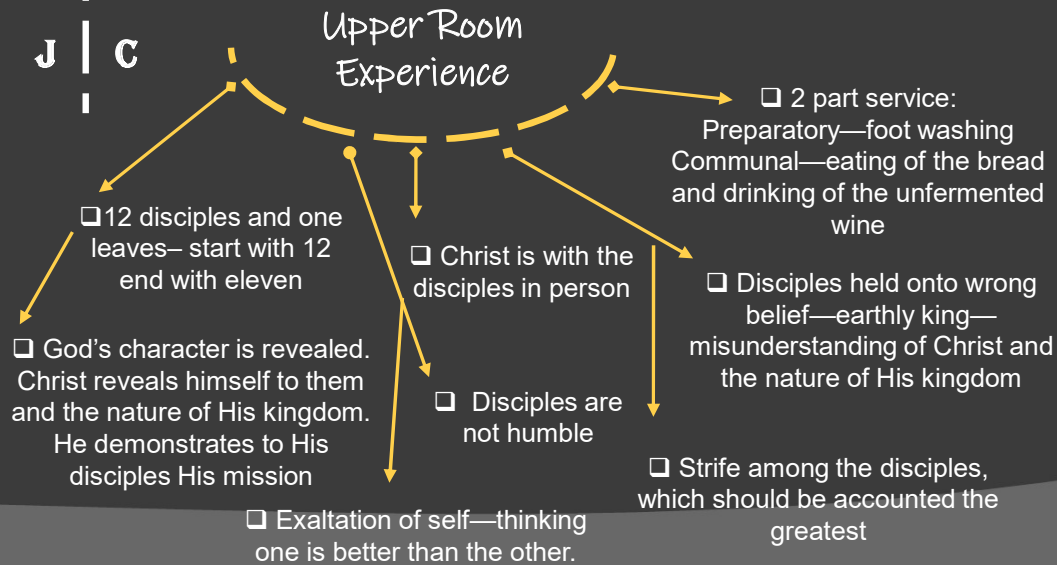 J C
Upper Room
Experience
❑ 2 part service:
Preparatory—foot washing
Communal—eating of the bread
and drinking of the unfermented
wine
❑12 disciples and one
leaves– start with 12
end with eleven
❑ Christ is with the
disciples in person
❑ Disciples held onto wrong
belief—earthly king—
misunderstanding of Christ and
the nature of His kingdom
❑ God’s character is revealed.
Christ reveals himself to them
and the nature of His kingdom.
He demonstrates to His
disciples His mission
❑ Disciples are
not humble
❑ Strife among the disciples,
which should be accounted the
greatest
❑ Exaltation of self—thinking
one is better than the other.